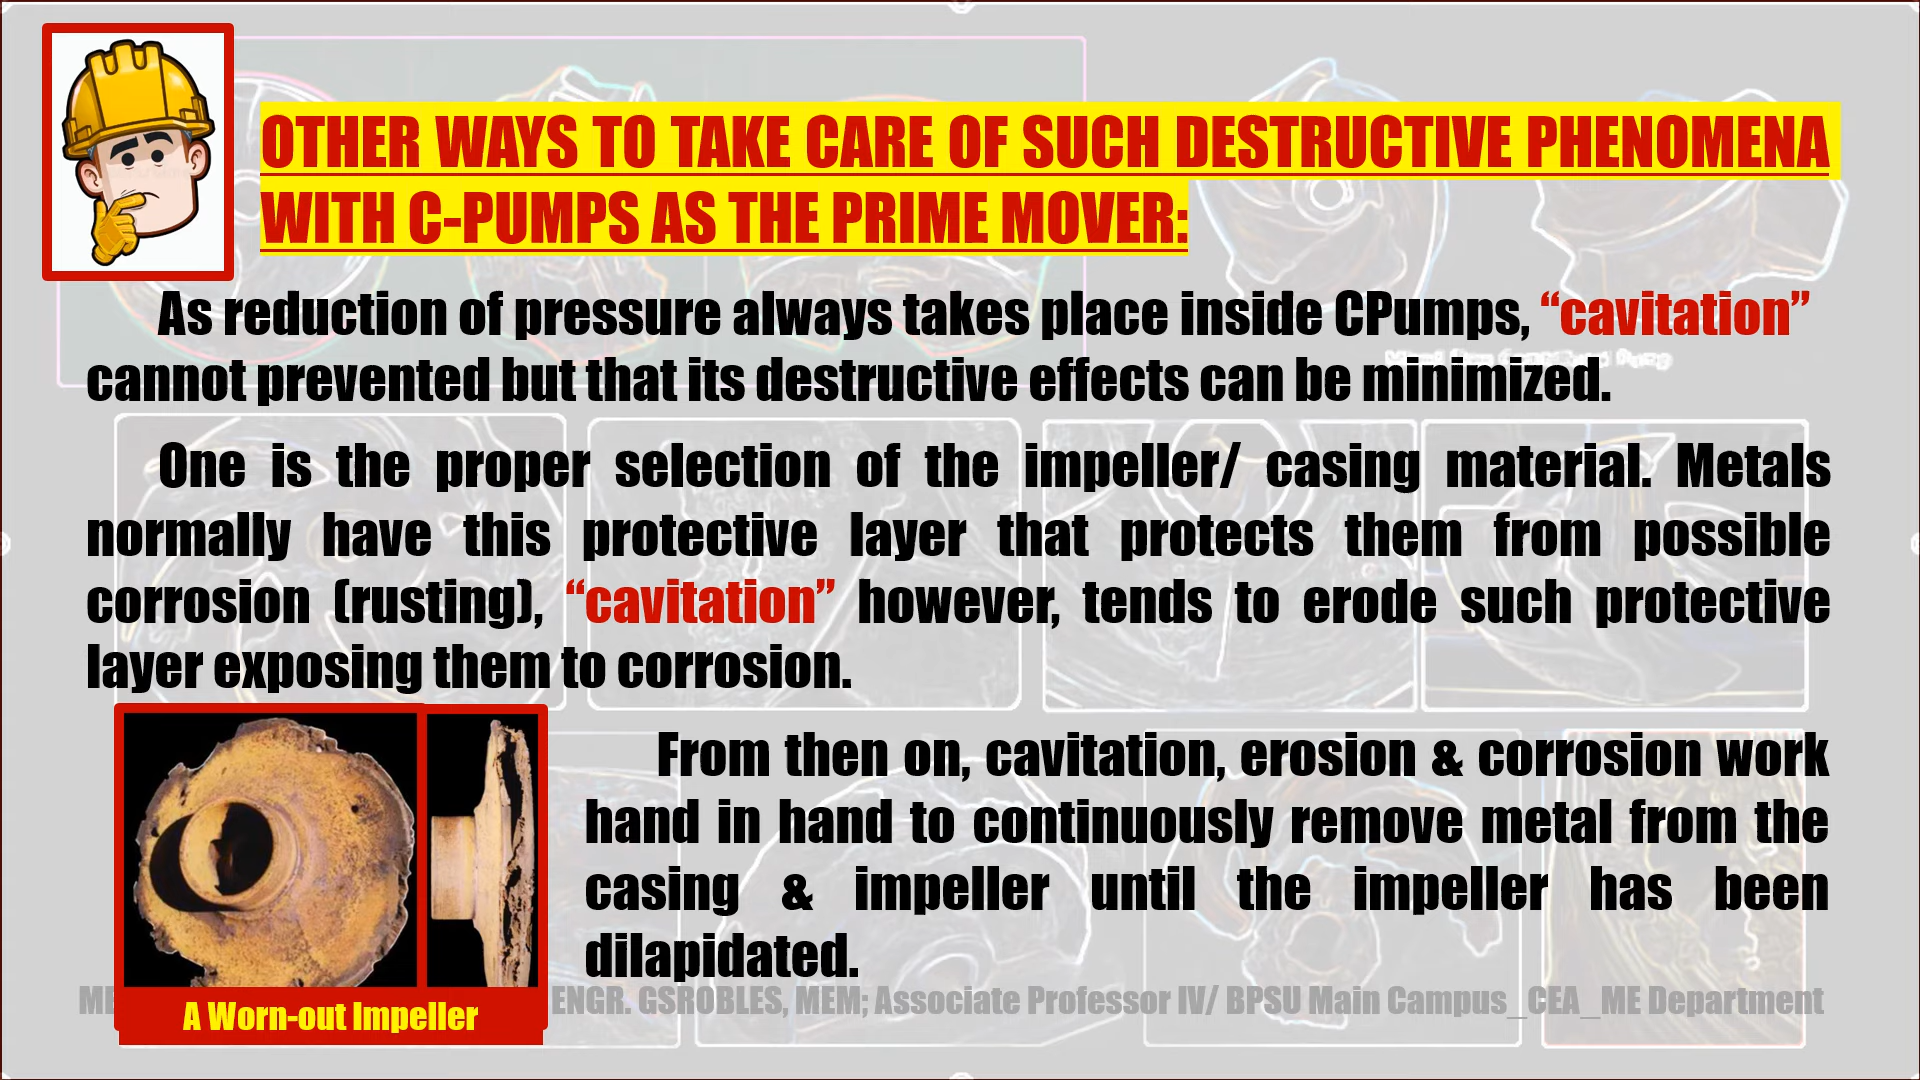 OTHER WAYS TO TAKE CARE OF SUCH DESTRUCTIVE PHENOMENA
WITH C-PUMPS AS THE PRIME MOVER:
As reduction of pressure always takes place inside CPumps, “cavitation”
cannot prevented but that its destructive effects can be minimized.
One is the proper selection of the impeller/ casing material. Metals
normally have this protective layer that protects them from possible
corrosion (rusting), “cavitation” however, tends to erode such protective
layer exposing them to corrosion.
From then on, cavitation, erosion & corrosion work
hand in hand to continuously remove metal from the
casing & impeller until the impeller has been
dilapidated.
A Worn-out Impeller
ENGR. GSROBLES, MEM; Associate Professor IV/ BPSU Main Campus_CEA_ME Department